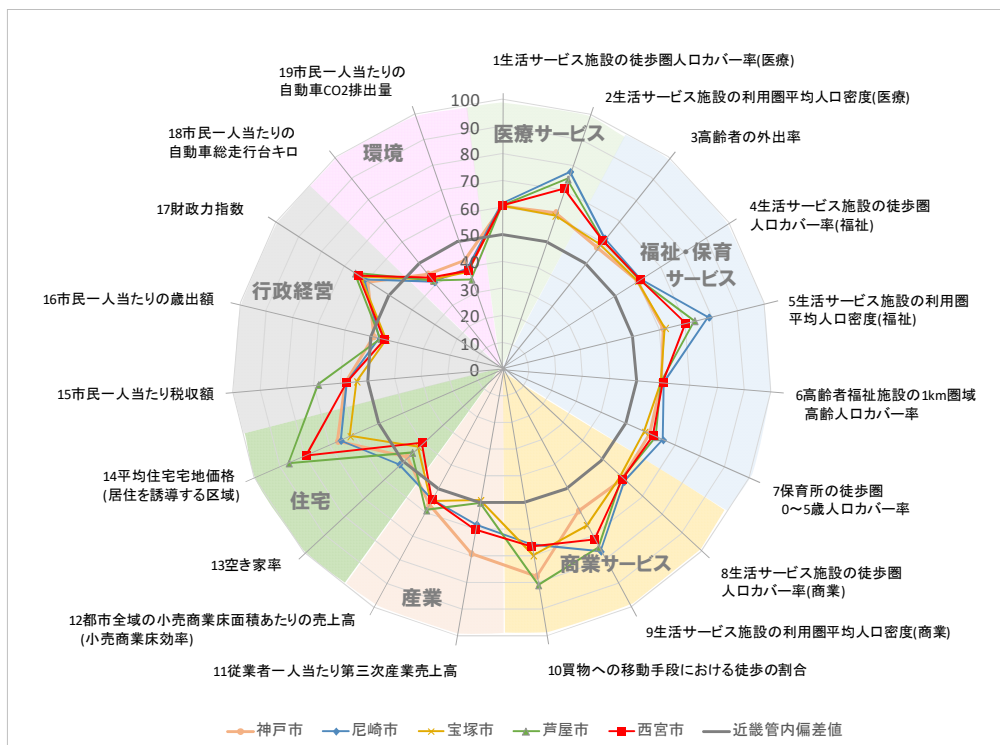 19市民一人当たりの
自動車CO2排出量
1生活サービス施設の徒歩圏人口カバー率(医療)
2生活サービス施設の利用圏平均人口密度(医療)
3高齢者の外出率
4生活サービス施設の徒歩圏
人口カバー率(福祉)
5生活サービス施設の利用圏
平均人口密度(福祉)
6高齢者福祉施設の1km圏域
高齢人口カバー率
7保育所の徒歩圏
0～5歳人口カバー率
8生活サービス施設の徒歩圏
人口カバー率(商業)
9生活サービス施設の利用圏平均人口密度(商業)
10買物への移動手段における徒歩の割合
11従業者一人当たり第三次産業売上高
12都市全域の小売商業床面積あたりの売上高
(小売商業床効率)
13空き家率
14平均住宅宅地価格
(居住を誘導する区域)
15市民一人当たり税収額
16市民一人当たりの歳出額
17財政力指数
18市民一人当たりの
自動車総走行台キロ
100
90
80
70
60
50
40
30
20
10
0
医療サービス
福祉・保育
サービス
商業サービス
産業
住宅
行政経営
環境
神戸市
尼崎市
宝塚市
芦屋市
西宮市
近畿管内偏差値